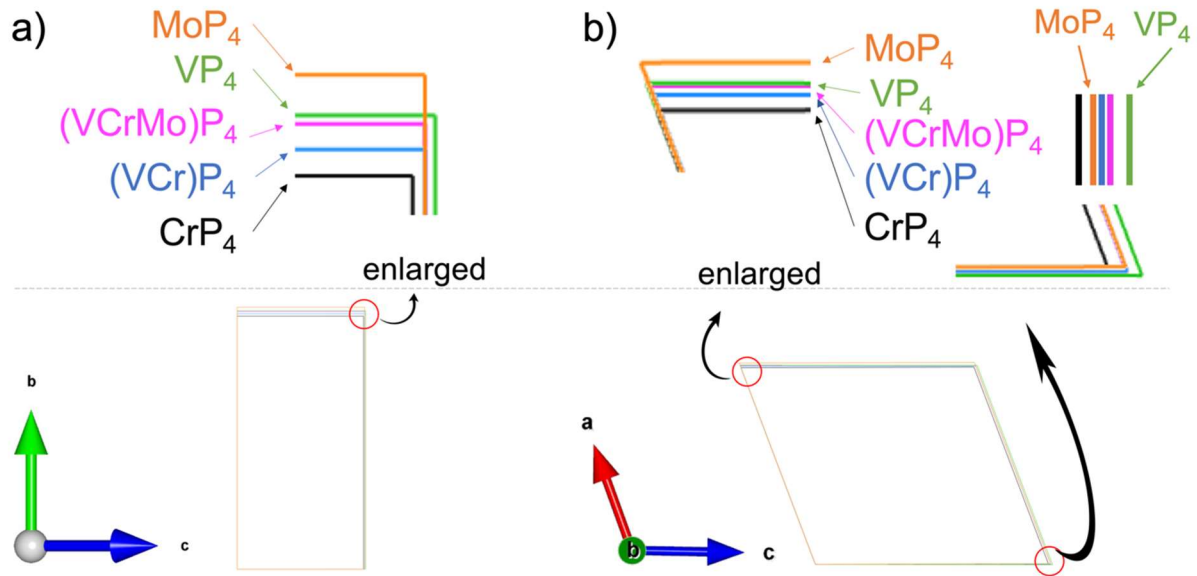 a)
MoP₄
VP₄
(VCrMo)P₄
(VCr)P₄
CrP₄
enlarged
b
c
b)
MoP₄
VP₄
(VCrMo)P₄
(VCr)P₄
CrP₄
MoP₄
VP₄
enlarged
a
b
c